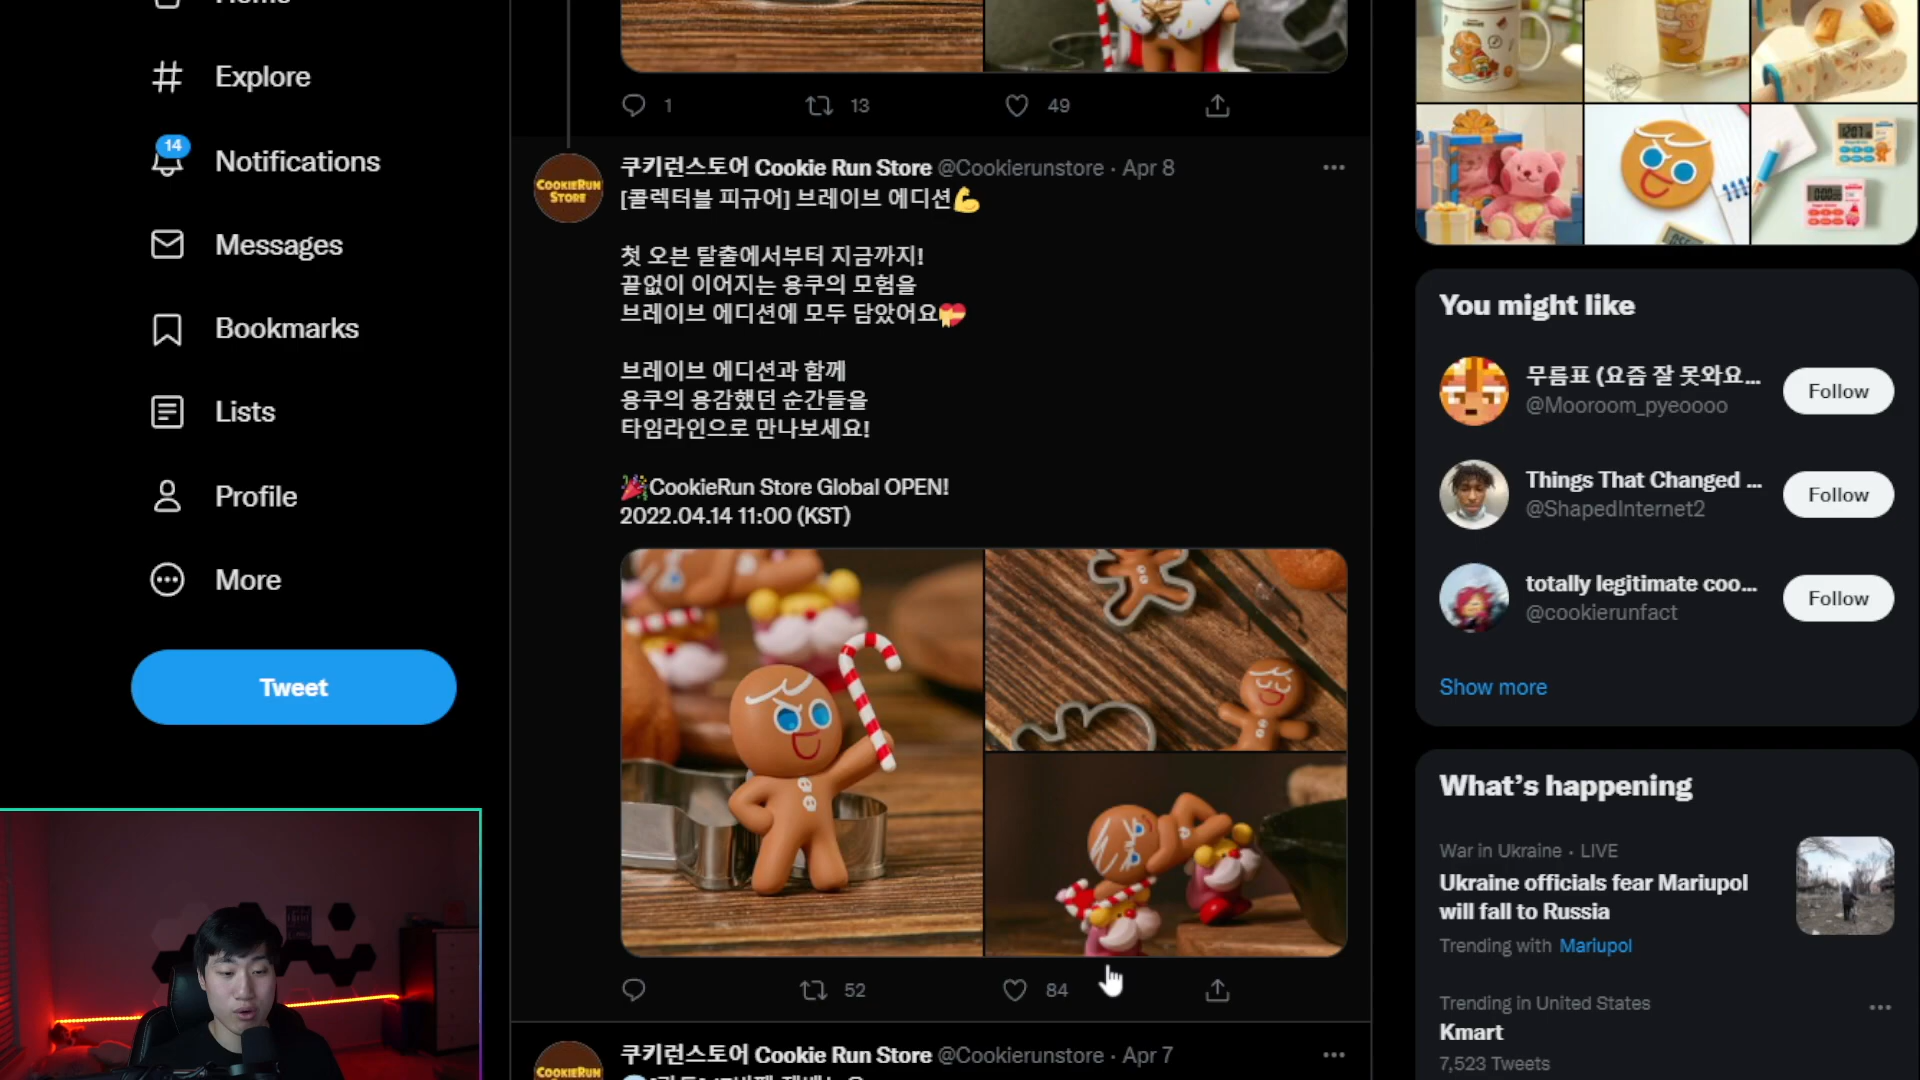 Explore
14
Notifications
Messages
Bookmarks
Lists
Profile
More
Tweet
1
13
49
COOKIERUN
STORE
쿠키런스토어 Cookie Run Store @Cookierunstore · Apr 8
[콜렉터블 피규어] 브레이브 에디션💪
첫 오븐 탈출에서부터 지금까지!
끝없이 이어지는 용쿠의 모험을
브레이브 에디션에 모두 담았어요💝
브레이브 에디션과 함께
용쿠의 용감했던 순간들을
타임라인으로 만나보세요!
🎉CookieRun Store Global OPEN!
2022.04.14 11:00 (KST)
52
84
COOKIERUN
쿠키런스토어 Cookie Run Store @Cookierunstore · Apr 7
You might like
무름표 (요즘 잘 못와요...
@Mooroom_pyeoooo
Follow
Things That Changed ...
@ShapedInternet2
Follow
totally legitimate coo...
@cookierunfact
Follow
Show more
What's happening
War in Ukraine · LIVE
Ukraine officials fear Mariupol
will fall to Russia
Trending with Mariupol
Trending in United States
Kmart
7,523 Tweets